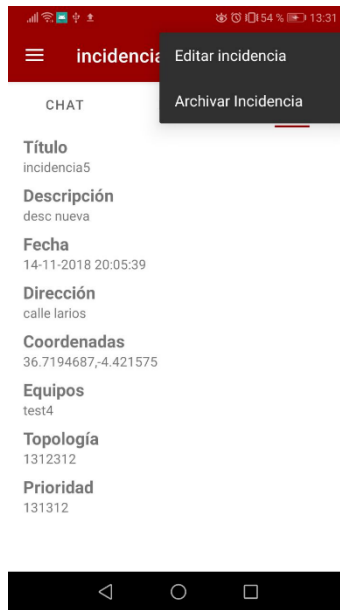 54 % 13:31
incidencia
Editar incidencia
Archivar Incidencia
CHAT
Título
incidencia5
Descripción
desc nueva
Fecha
14-11-2018 20:05:39
Dirección
calle larios
Coordenadas
36.7194687,-4.421575
Equipos
test4
Topología
1312312
Prioridad
131312